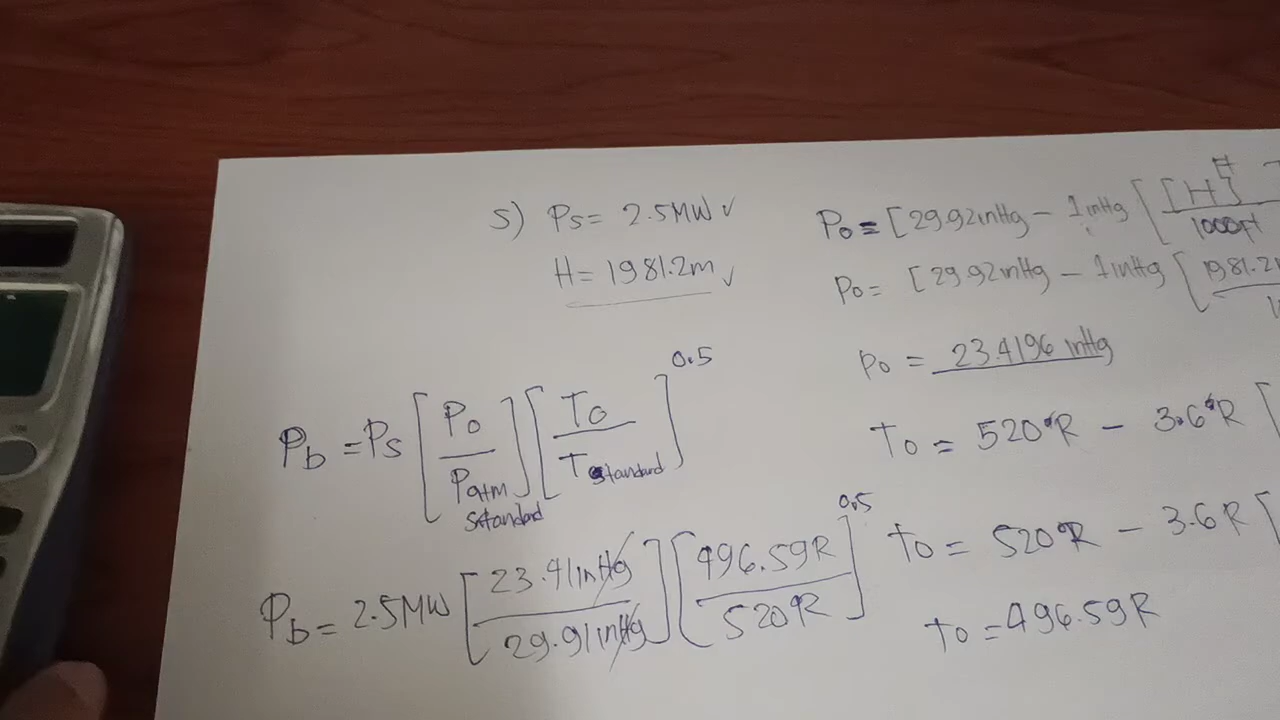 5) Ps = 2.5MW ✓
H = 1981.2m ✓
Pb = Ps [Po / Patm standard] [To / Tstandard]^0.5
Pb = 2.5MW [23.41inHg / 29.91inHg] [496.59R / 520°R]^0.5
Po = [29.92inHg - 1inHg [[H] / 1000ft
Po = [29.92inHg - 1inHg [1981.2
Po = 23.4196 inHg
To = 520°R - 3.6°R [
To = 520°R - 3.6R [
To = 496.59R